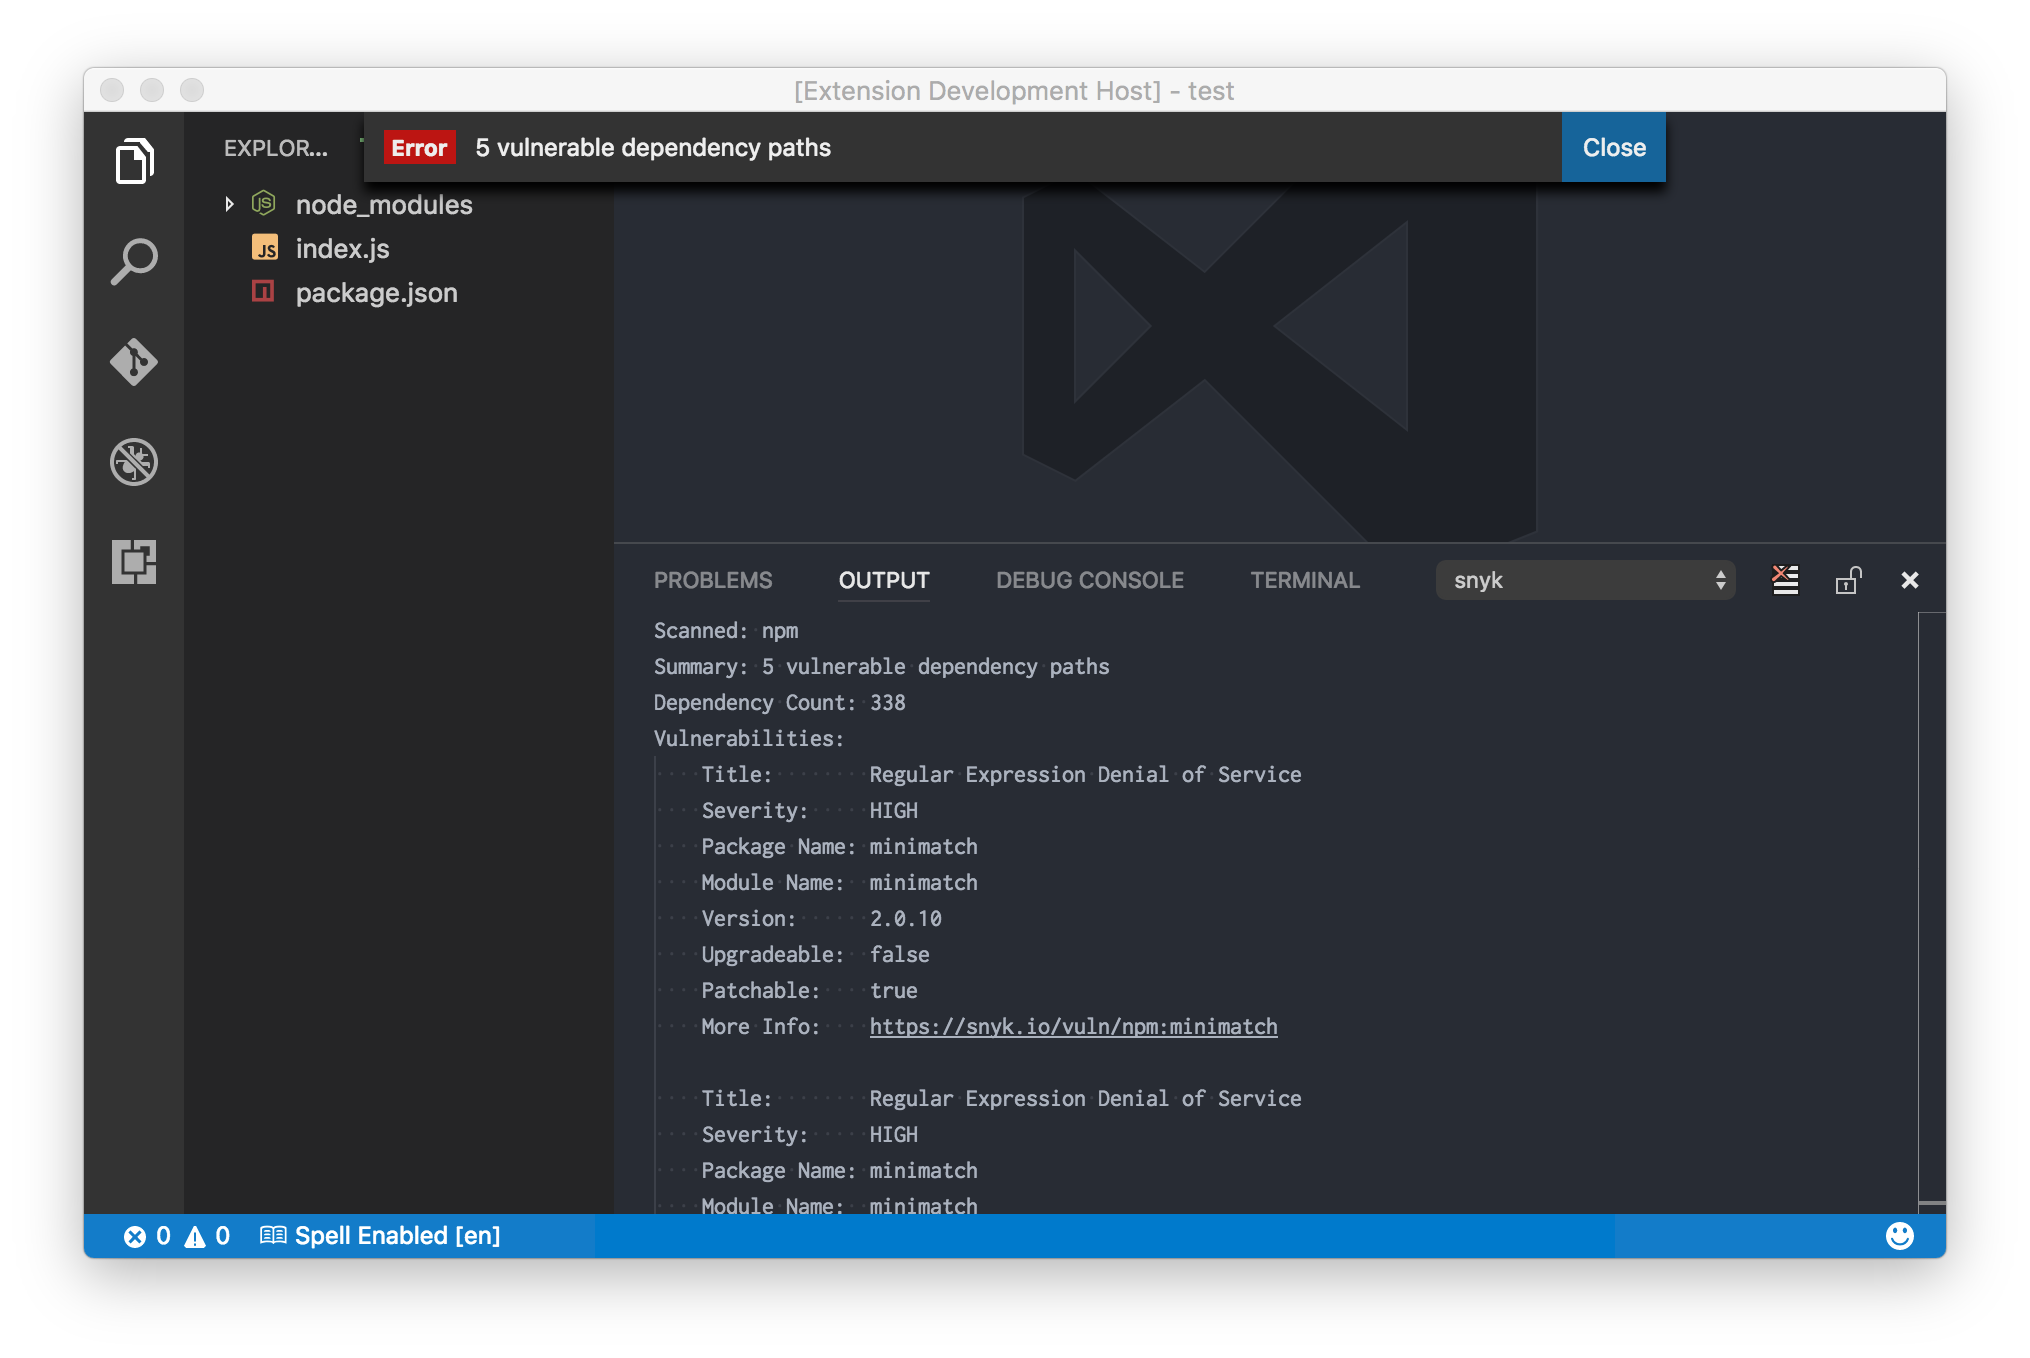 [Extension Development Host] - test
EXPLOR...
Error 5 vulnerable dependency paths Close
node_modules
JS index.js
package.json
PROBLEMS OUTPUT DEBUG CONSOLE TERMINAL snyk
Scanned: npm
Summary: 5 vulnerable dependency paths
Dependency Count: 338
Vulnerabilities:
Title: Regular Expression Denial of Service
Severity: HIGH
Package Name: minimatch
Module Name: minimatch
Version: 2.0.10
Upgradeable: false
Patchable: true
More Info: https://snyk.io/vuln/npm:minimatch
Title: Regular Expression Denial of Service
Severity: HIGH
Package Name: minimatch
Module Name: minimatch
0 0 Spell Enabled [en]